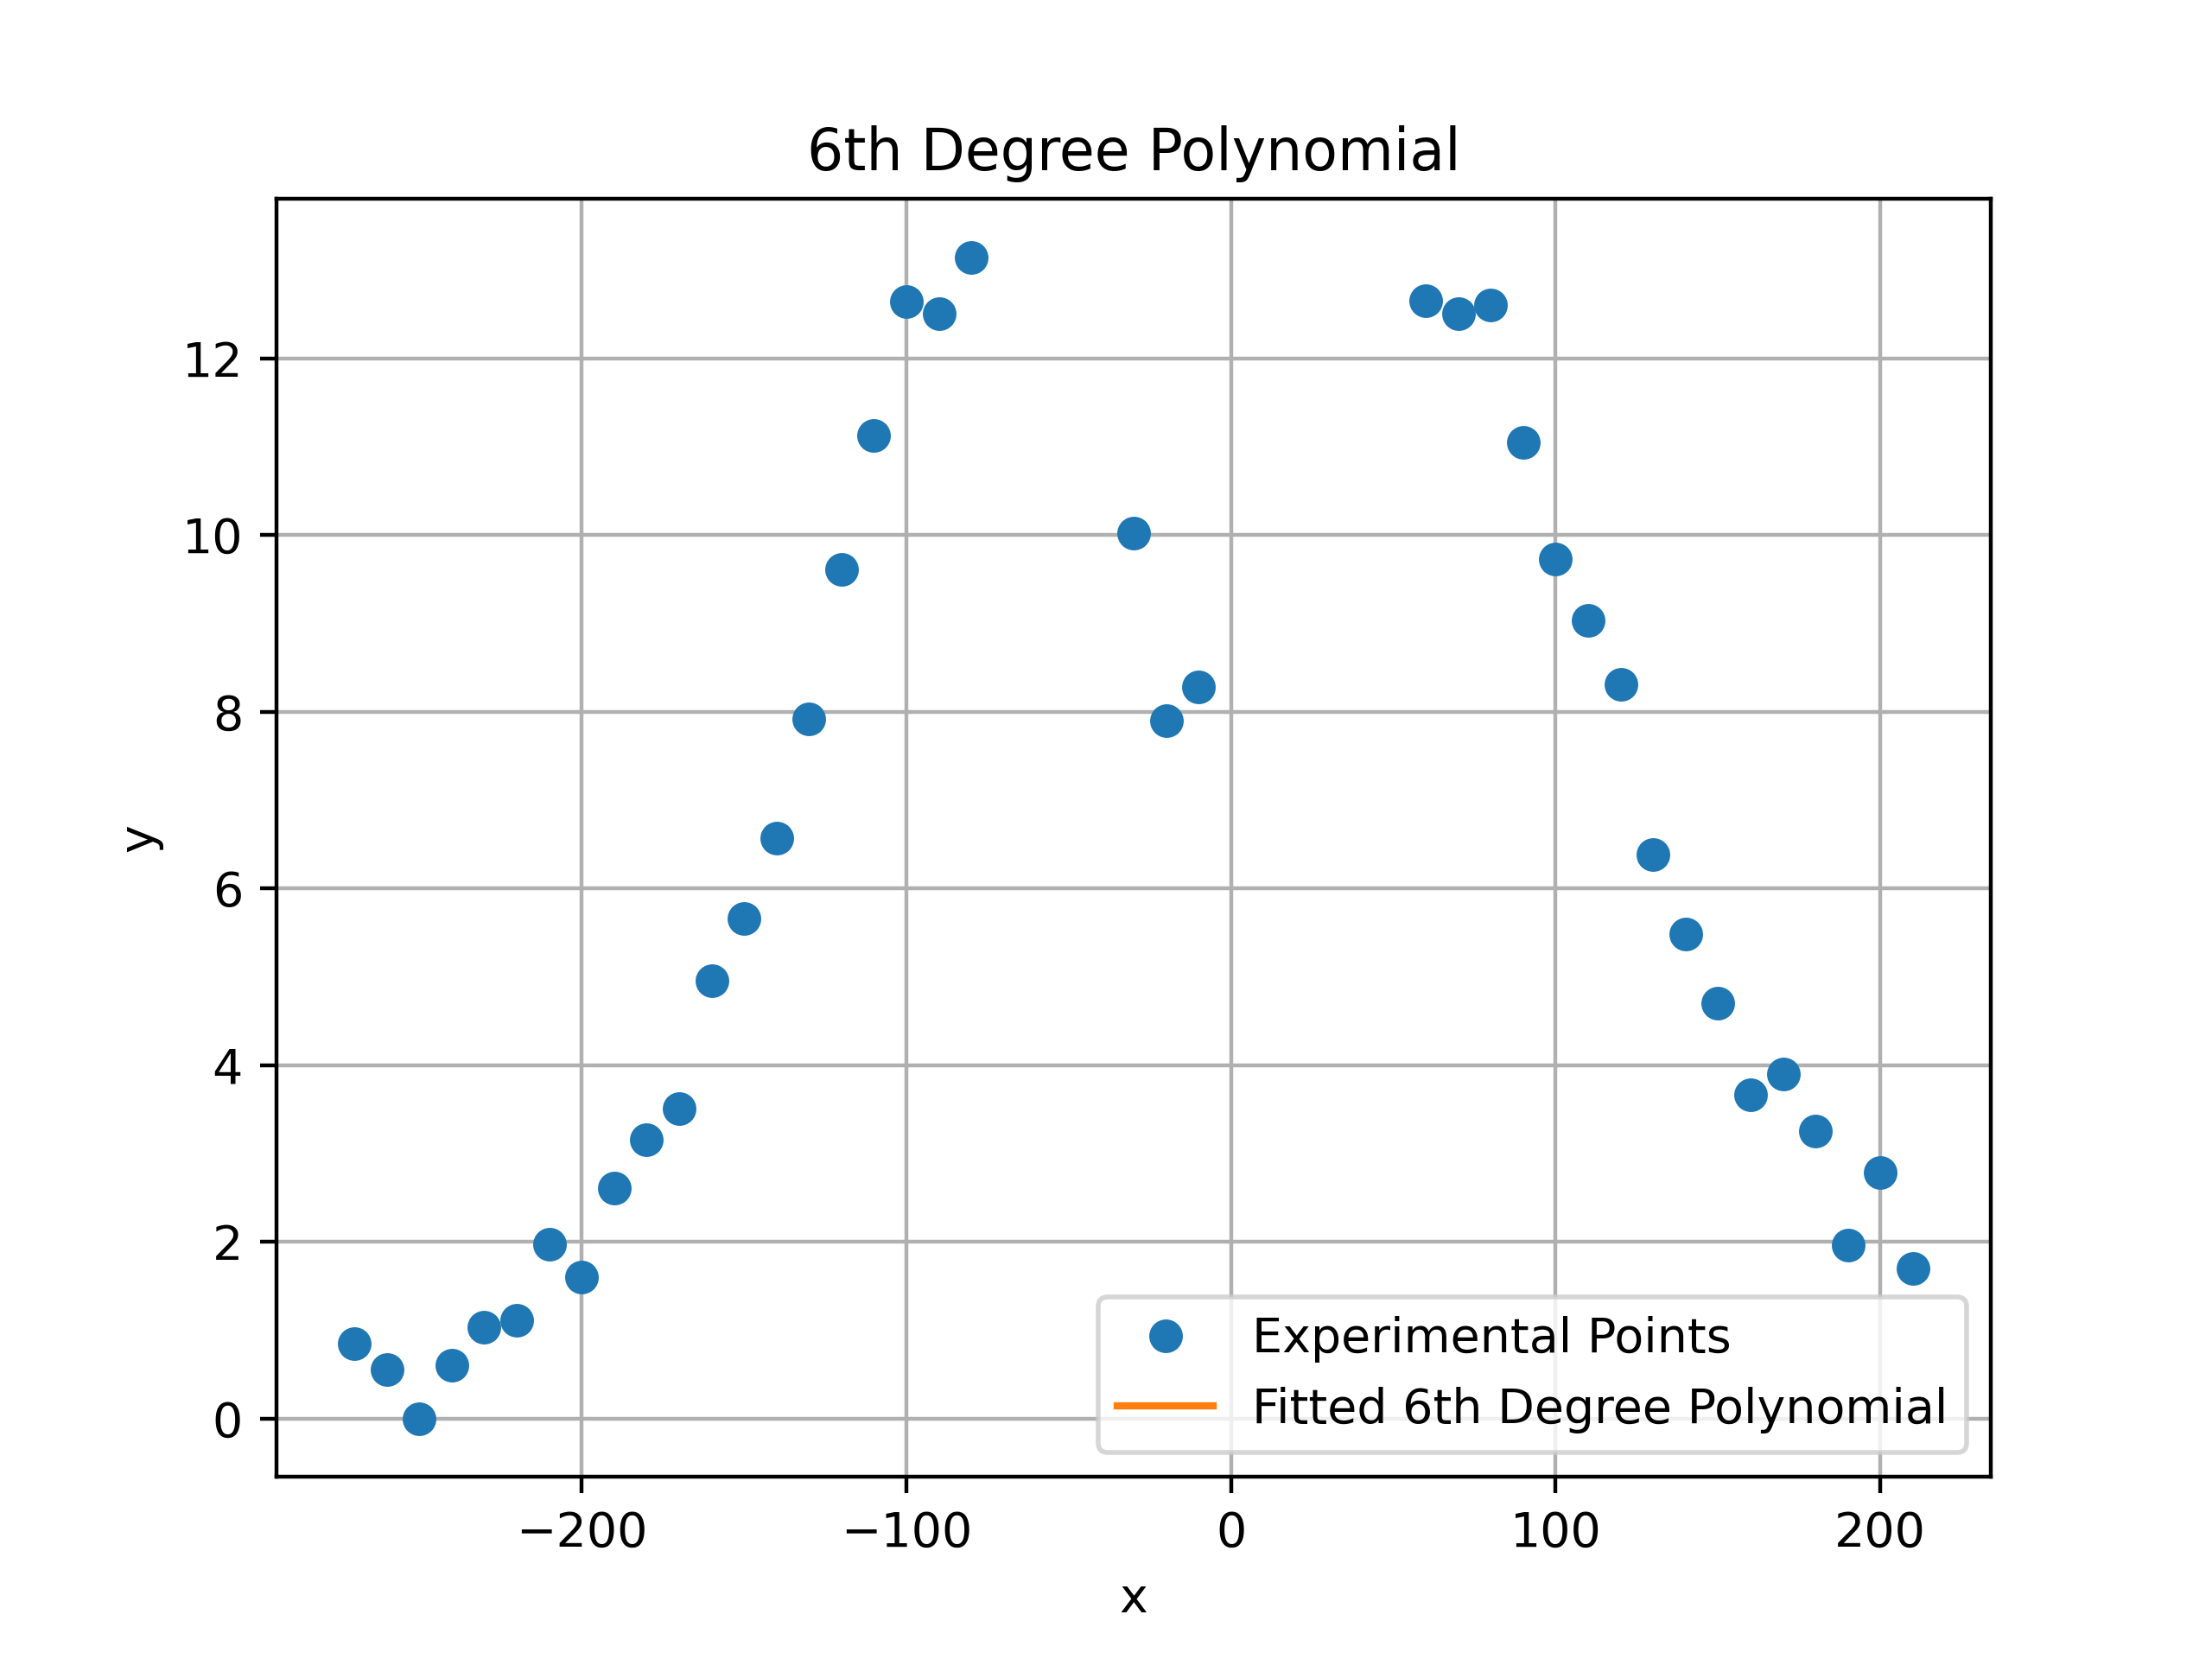 6th Degree Polynomial
12
10
8
6
4
2
0
y
Experimental Points
Fitted 6th Degree Polynomial
−200
−100
0
100
200
x